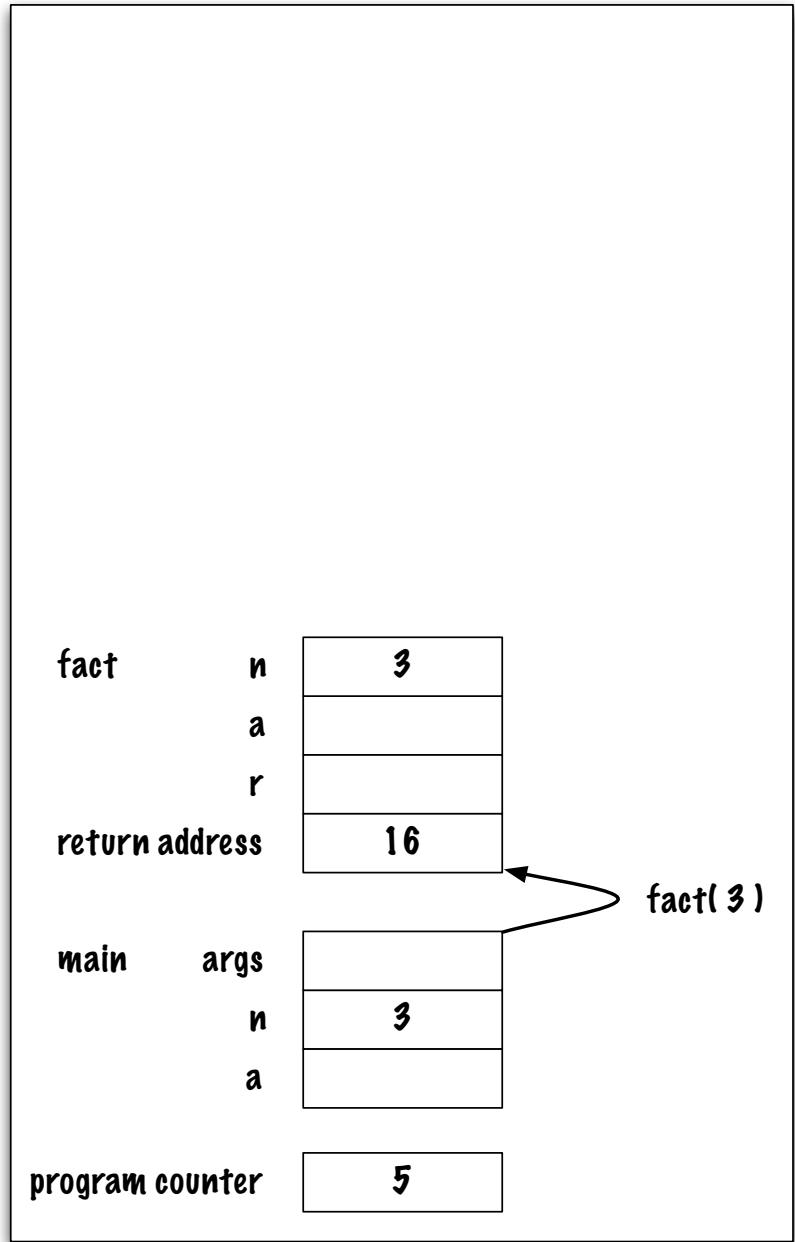 fact n 3
a
r
return address 16
fact( 3 )
main args
n 3
a
program counter 5